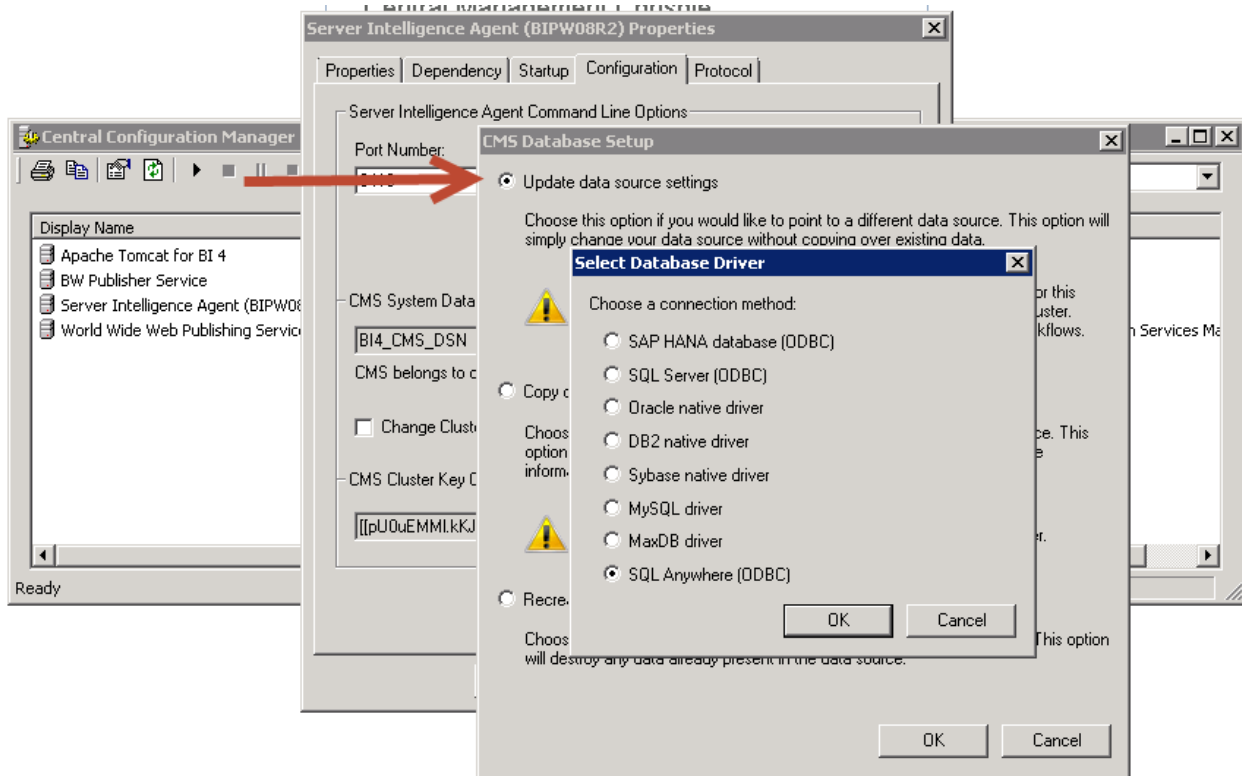 Central Management Console
Server Intelligence Agent (BIPW08R2) Properties
Properties
Dependency
Startup
Configuration
Protocol
Server Intelligence Agent Command Line Options
Port Number:
CMS System Data
BI4_CMS_DSN
CMS belongs to c
Change Clust
CMS Cluster Key C
Central Configuration Manager
Display Name
Apache Tomcat for BI 4
BW Publisher Service
Server Intelligence Agent (BIPW08
World Wide Web Publishing Servic
n Services Ma
Ready
CMS Database Setup
Update data source settings
Choose this option if you would like to point to a different data source. This option will
simply change your data source without copying over existing data.
or this
uster.
kflows.
Copy
Choos
ce. This
option
inform
er.
Recre
Choos
This option
will destroy any data already present in the data source.
OK
Cancel
Select Database Driver
Choose a connection method:
SAP HANA database (ODBC)
SQL Server (ODBC)
Oracle native driver
DB2 native driver
Sybase native driver
MySQL driver
MaxDB driver
SQL Anywhere (ODBC)
OK
Cancel